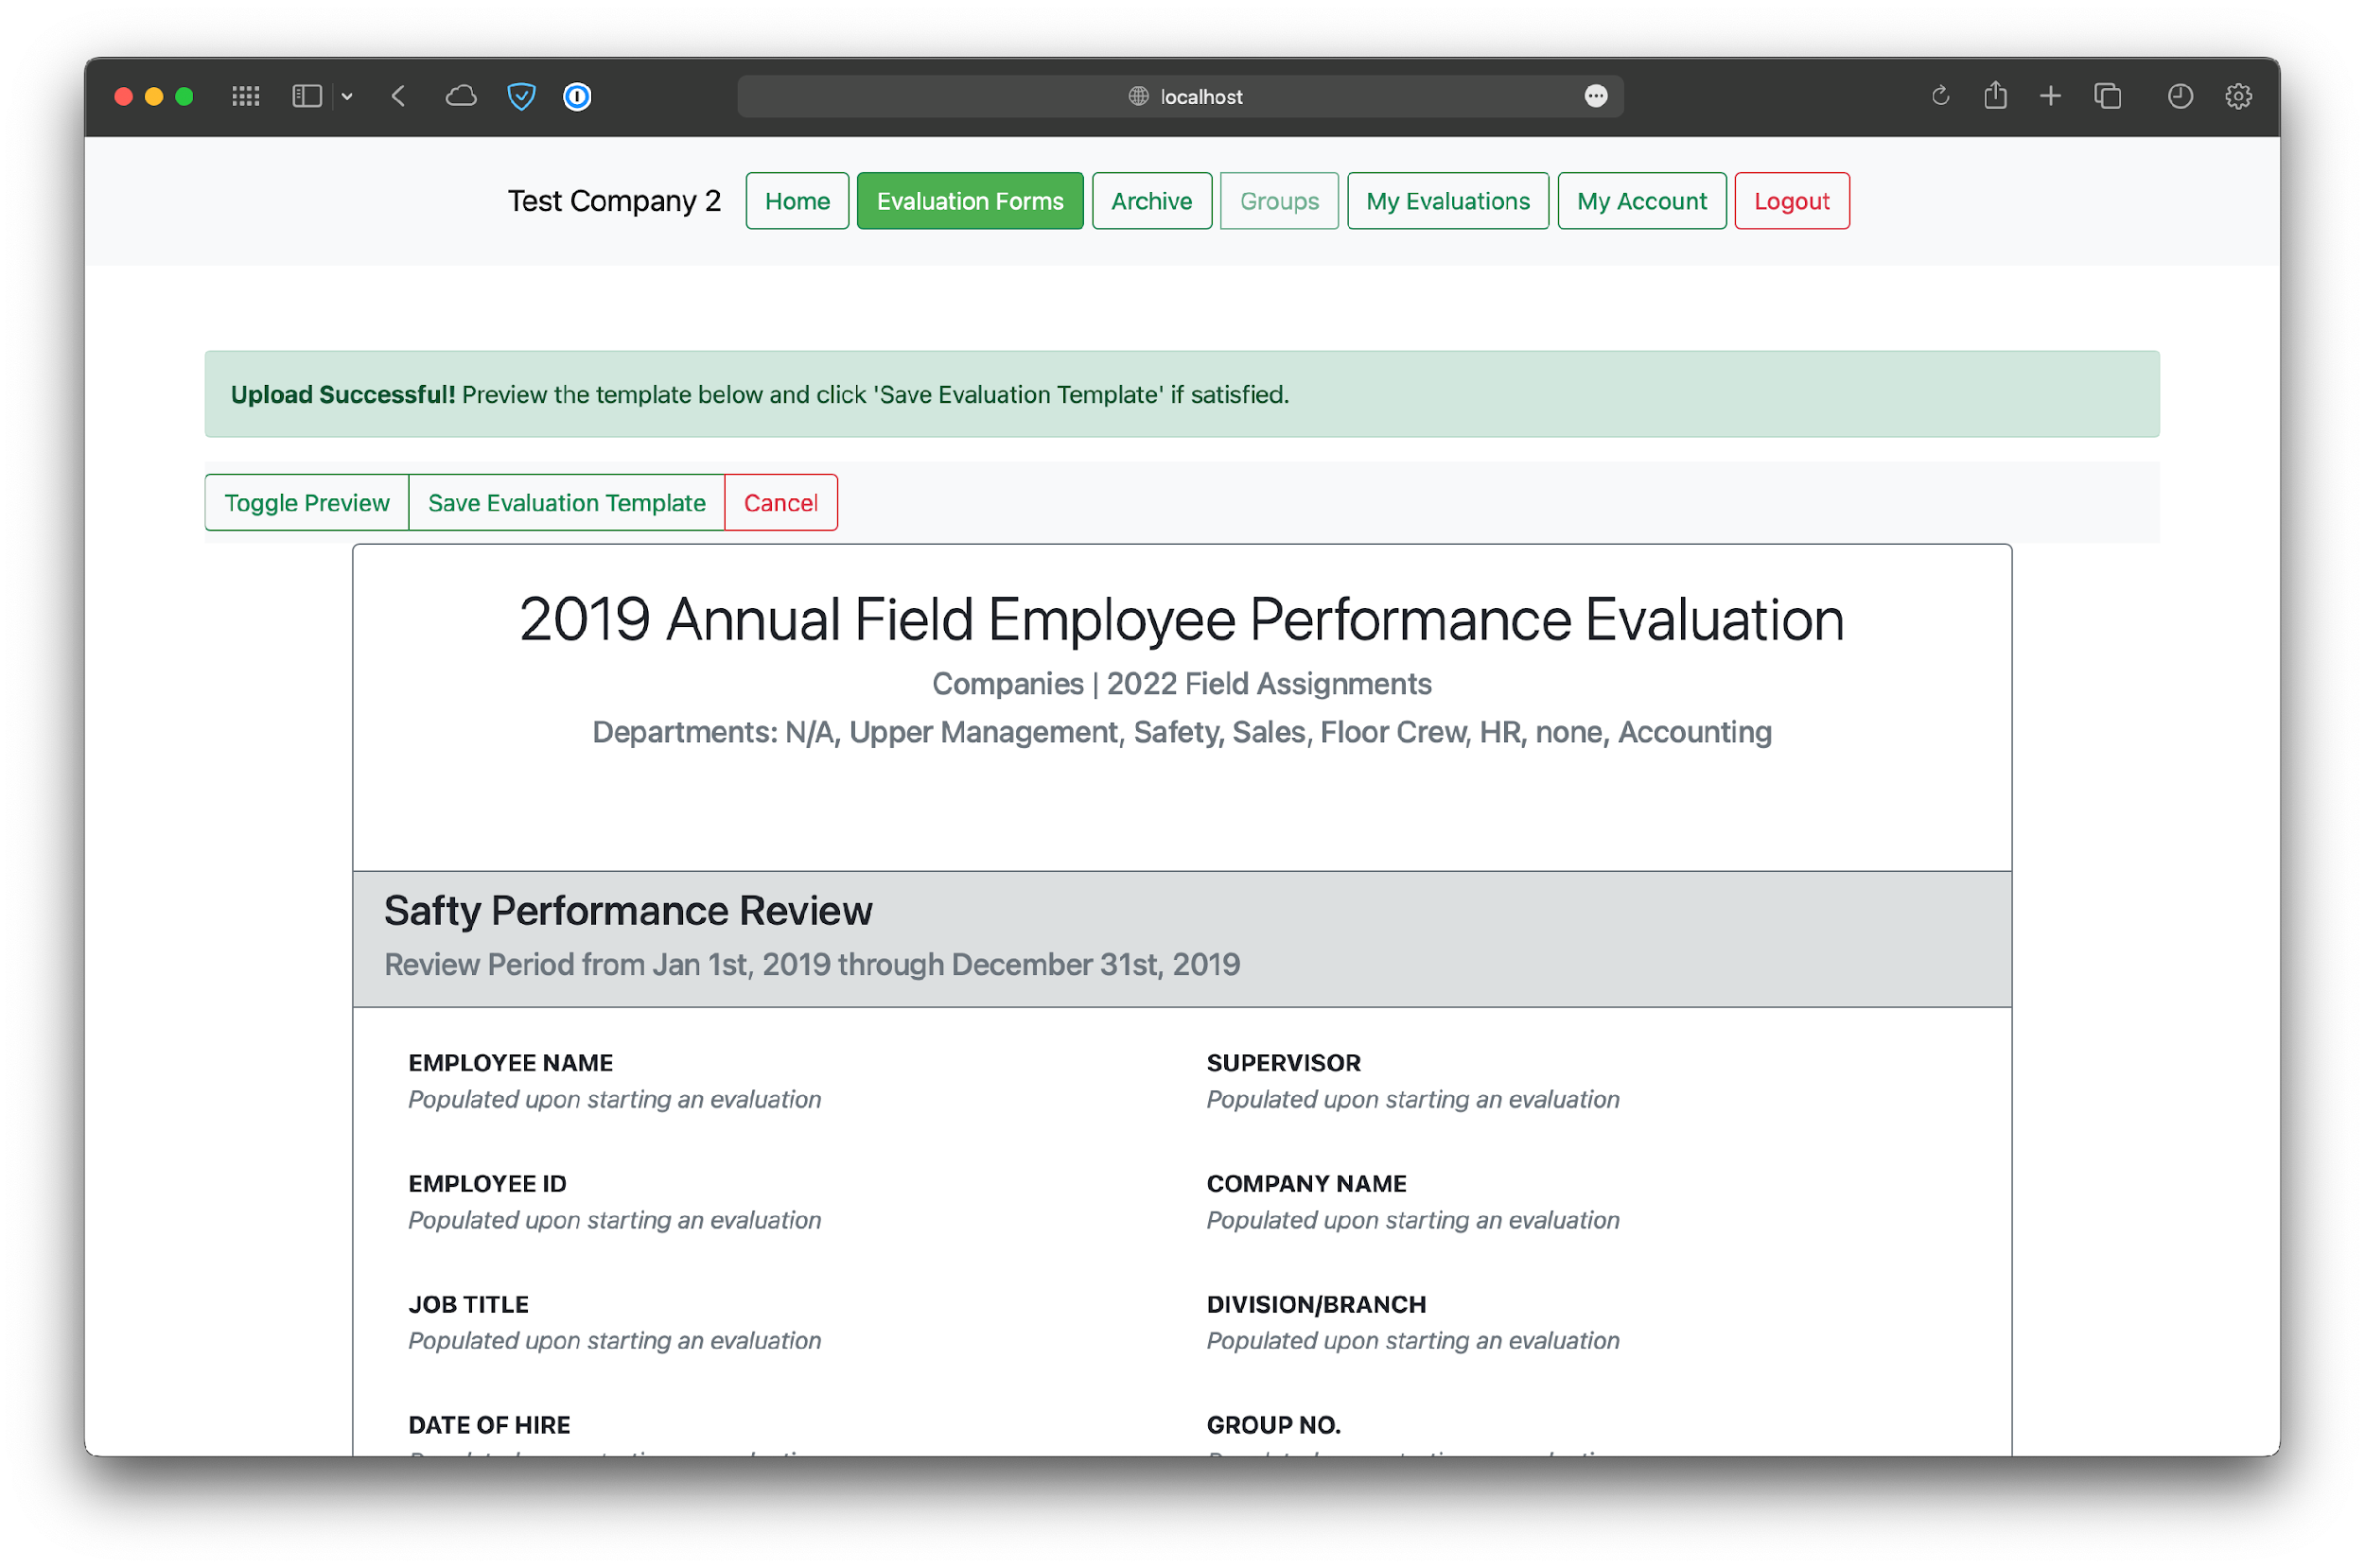 localhost
Test Company 2 Home Evaluation Forms Archive Groups My Evaluations My Account Logout
Upload Successful! Preview the template below and click 'Save Evaluation Template' if satisfied.
Toggle Preview Save Evaluation Template Cancel
2019 Annual Field Employee Performance Evaluation
Companies | 2022 Field Assignments
Departments: N/A, Upper Management, Safety, Sales, Floor Crew, HR, none, Accounting
Safty Performance Review
Review Period from Jan 1st, 2019 through December 31st, 2019
EMPLOYEE NAME SUPERVISOR
Populated upon starting an evaluation Populated upon starting an evaluation
EMPLOYEE ID COMPANY NAME
Populated upon starting an evaluation Populated upon starting an evaluation
JOB TITLE DIVISION/BRANCH
Populated upon starting an evaluation Populated upon starting an evaluation
DATE OF HIRE GROUP NO.